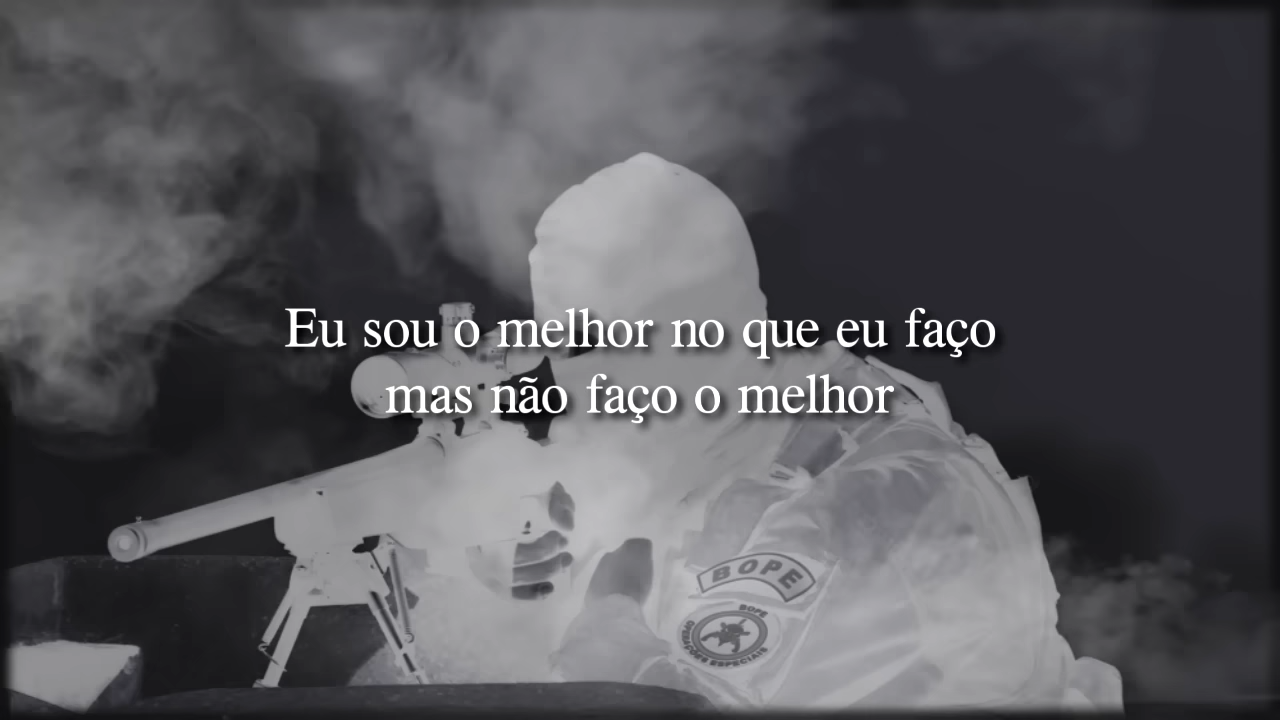 Eu sou o melhor no que eu faço
mas não faço o melhor
BOPE
BOPE
OPERAÇÕES ESPECIAIS